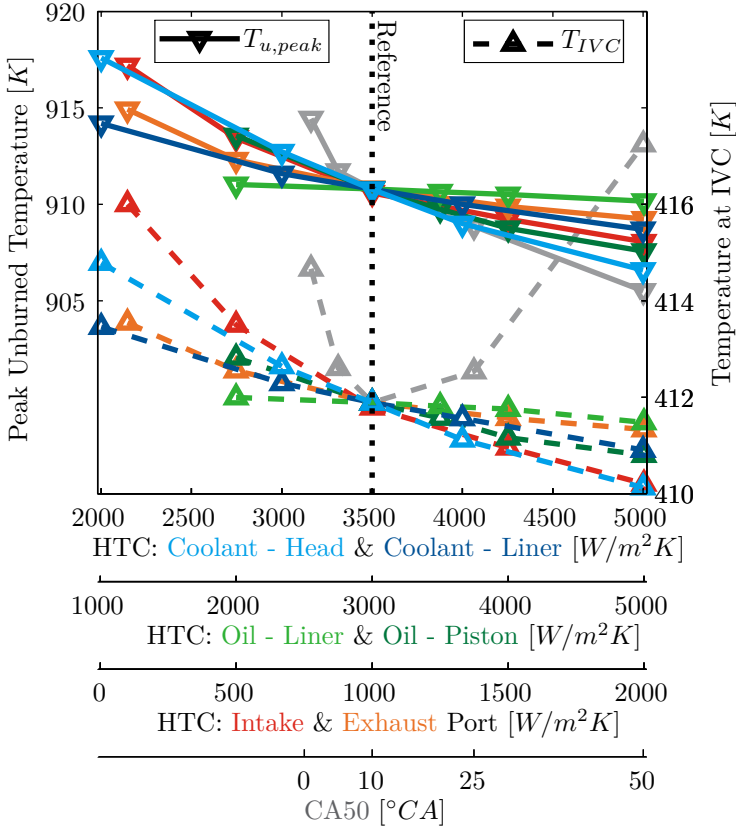 920
915
910
905
Peak Unburned Temperature [K]
T_{u,peak}
Reference
T_{IVC}
416
414
412
410
Temperature at IVC [K]
2000 2500 3000 3500 4000 4500 5000
HTC: Coolant - Head & Coolant - Liner [W/m²K]
1000 2000 3000 4000 5000
HTC: Oil - Liner & Oil - Piston [W/m²K]
0 500 1000 1500 2000
HTC: Intake & Exhaust Port [W/m²K]
0 10 25 50
CA50 [°CA]